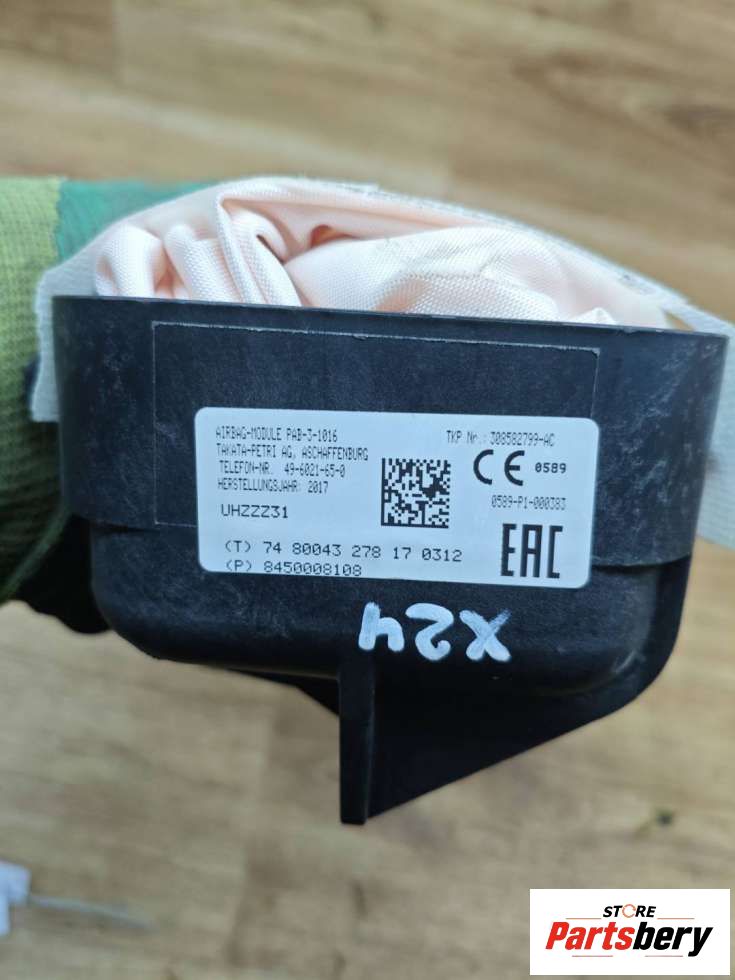 AIRBAG-MODULE PAB-3-1016
TAKATA-PETRI AG, ASCHAFFENBURG
TELEFON-NR. 49-6021-65-0
HERSTELLUNGSJAHR: 2017
UHZZZ31
TKP Nr.: 308582799-AC
CE 0589
0589-P1-000383
EAC
(T) 74 80043 278 17 0312
(P) 8450008108
X24
STORE
Partsbery